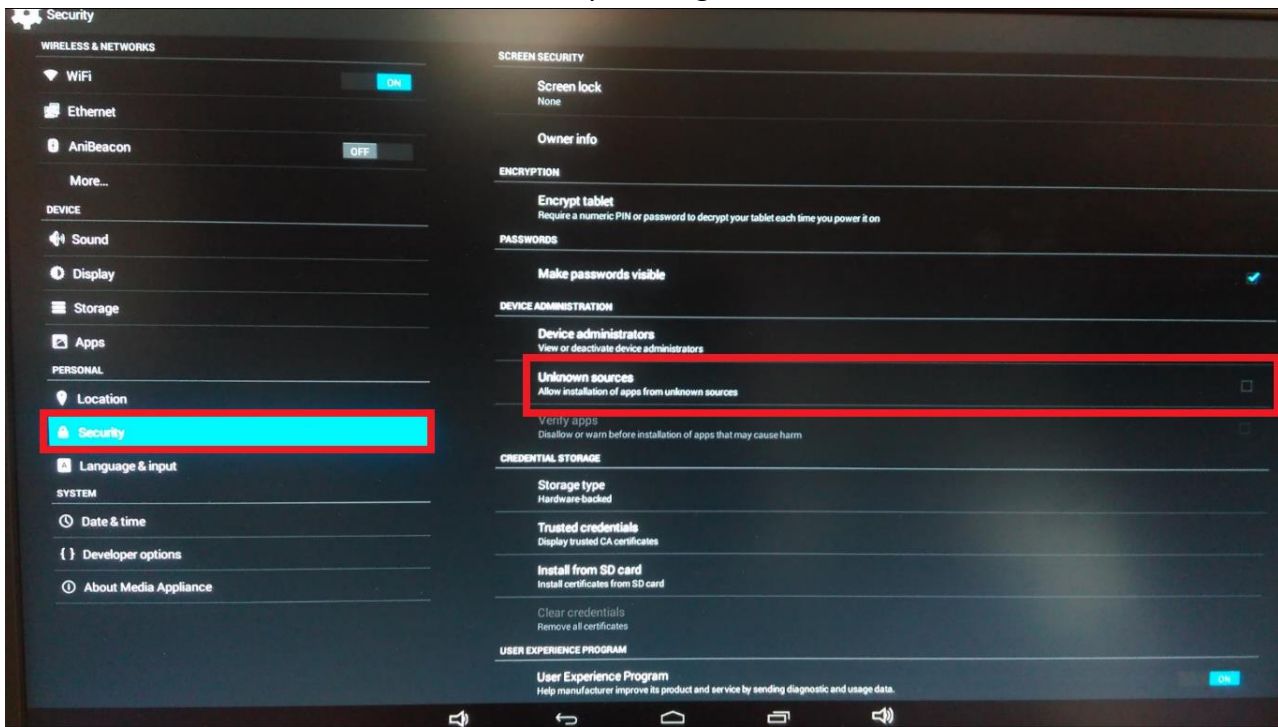 Security
WIRELESS & NETWORKS
WiFi
ON
Ethernet
AniBeacon
OFF
More...
DEVICE
Sound
Display
Storage
Apps
PERSONAL
Location
Security
Language & input
SYSTEM
Date & time
{ } Developer options
About Media Appliance
SCREEN SECURITY
Screen lock
None
Owner info
ENCRYPTION
Encrypt tablet
Require a numeric PIN or password to decrypt your tablet each time you power it on
PASSWORDS
Make passwords visible
DEVICE ADMINISTRATION
Device administrators
View or deactivate device administrators
Unknown sources
Allow installation of apps from unknown sources
Verify apps
Disallow or warn before installation of apps that may cause harm
CREDENTIAL STORAGE
Storage type
Hardware-backed
Trusted credentials
Display trusted CA certificates
Install from SD card
Install certificates from SD card
Clear credentials
Remove all certificates
USER EXPERIENCE PROGRAM
User Experience Program
ON
Help manufacturer improve its product and service by sending diagnostic and usage data.